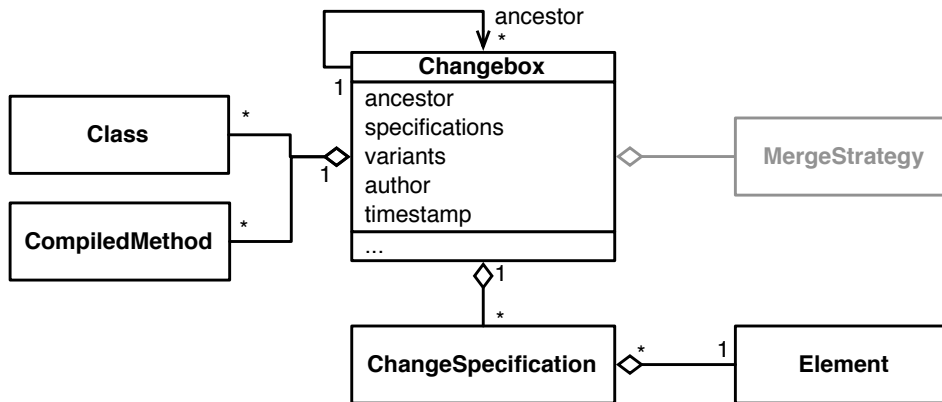 ancestor
*
Changebox
1
ancestor
specifications
variants
author
timestamp
...
Class
*
1
CompiledMethod
*
MergeStrategy
1
*
ChangeSpecification
*
1
Element